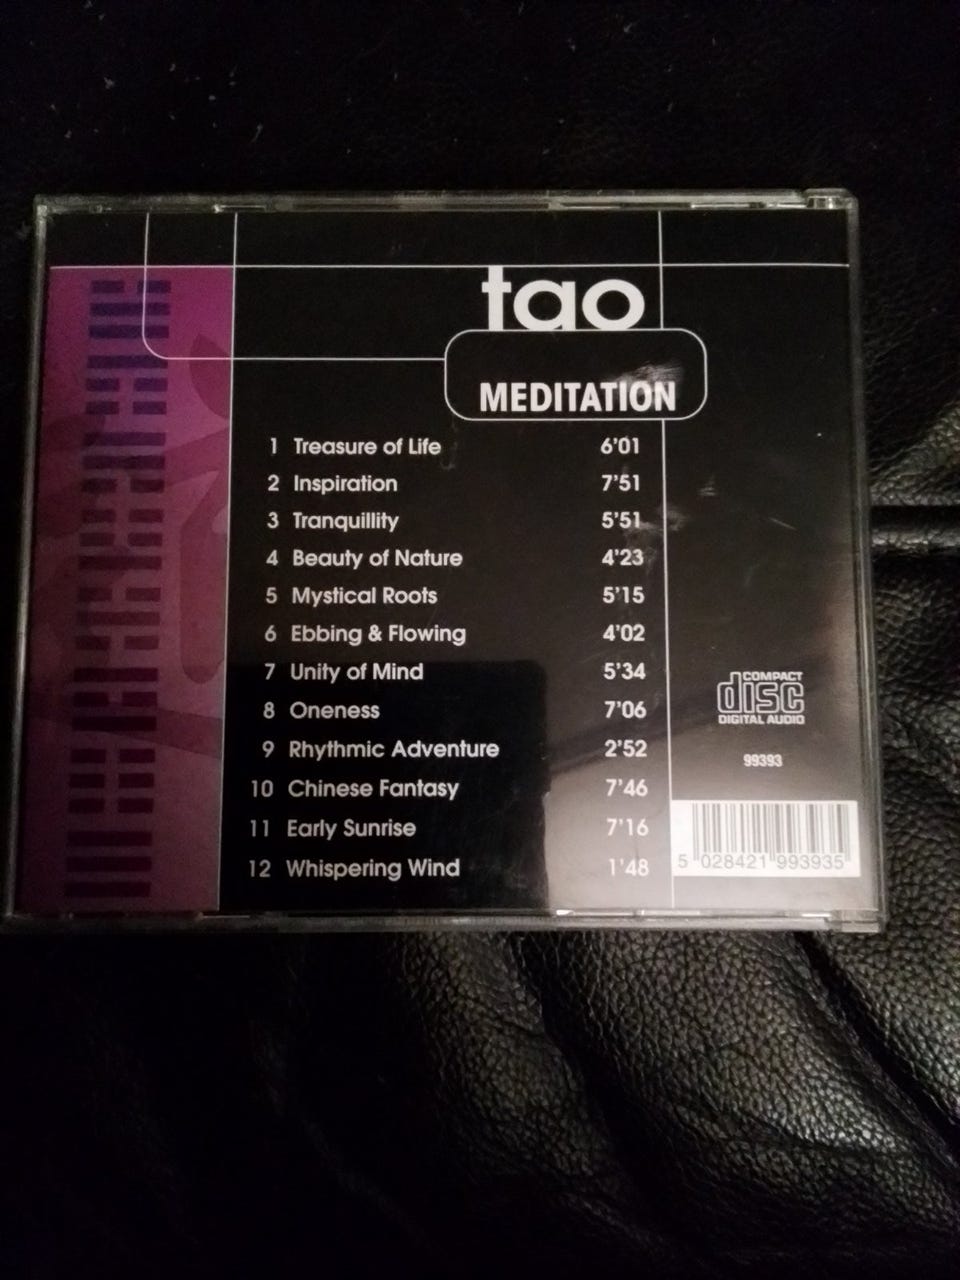 tao
MEDITATION
1 Treasure of Life 6'01
2 Inspiration 7'51
3 Tranquillity 5'51
4 Beauty of Nature 4'23
5 Mystical Roots 5'15
6 Ebbing & Flowing 4'02
7 Unity of Mind 5'34
8 Oneness 7'06
9 Rhythmic Adventure 2'52
10 Chinese Fantasy 7'46
11 Early Sunrise 7'16
12 Whispering Wind 1'48
COMPACT
disc
DIGITAL AUDIO
99393
5 028421 993935